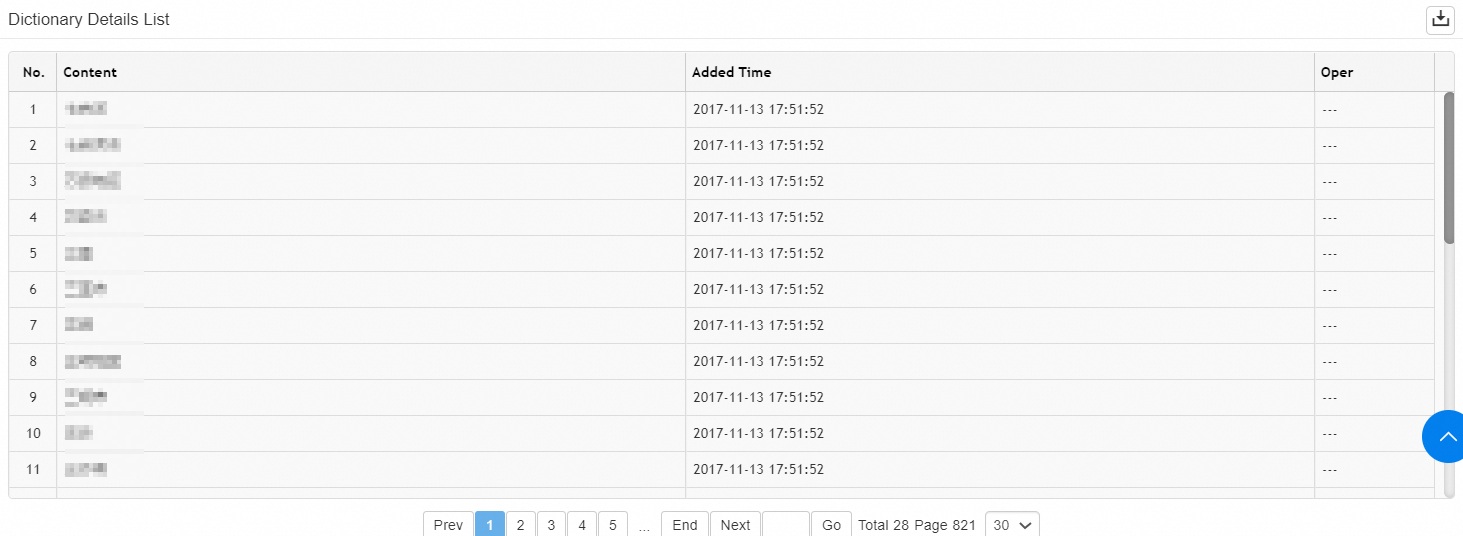 Dictionary Details List
No. Content Added Time Oper
1 2017-11-13 17:51:52 ---
2 2017-11-13 17:51:52 ---
3 2017-11-13 17:51:52 ---
4 2017-11-13 17:51:52 ---
5 2017-11-13 17:51:52 ---
6 2017-11-13 17:51:52 ---
7 2017-11-13 17:51:52 ---
8 2017-11-13 17:51:52 ---
9 2017-11-13 17:51:52 ---
10 2017-11-13 17:51:52 ---
11 2017-11-13 17:51:52 ---
Prev 1 2 3 4 5 ... End Next Go Total 28 Page 821 30